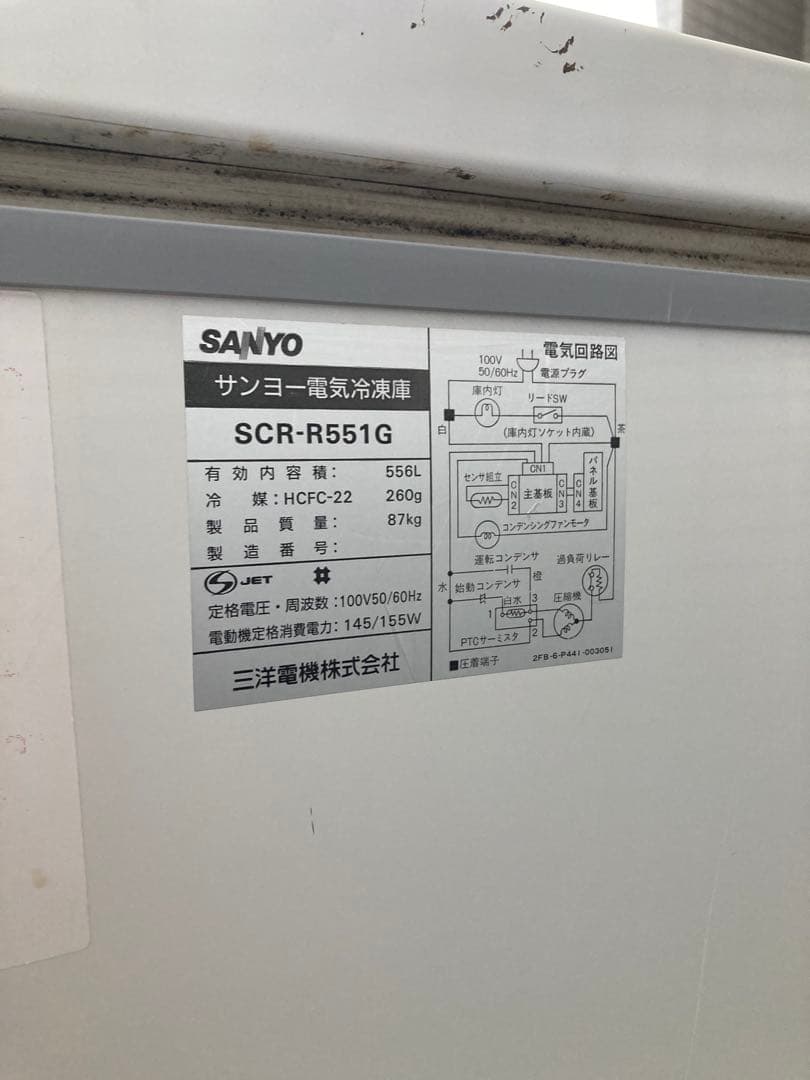 SANYO
サンヨー電気冷凍庫
SCR-R551G
有効内容積: 556L
冷媒:HCFC-22 260g
製品質量: 87kg
製造番号:
JET
定格電圧・周波数:100V50/60Hz
電動機定格消費電力:145/155W
三洋電機株式会社
電気回路図
100V
50/60Hz
電源プラグ
庫内灯
リードSW
白
(庫内灯ソケット内蔵)
茶
センサ組立
CN1
CN2
主基板
CN3
CN4
パネル基板
コンデンシングファンモータ
運転コンデンサ
過負荷リレー
橙
水
始動コンデンサ
白水
3
圧縮機
1
2
PTCサーミスタ
■圧着端子
2FB-6-P441-003051